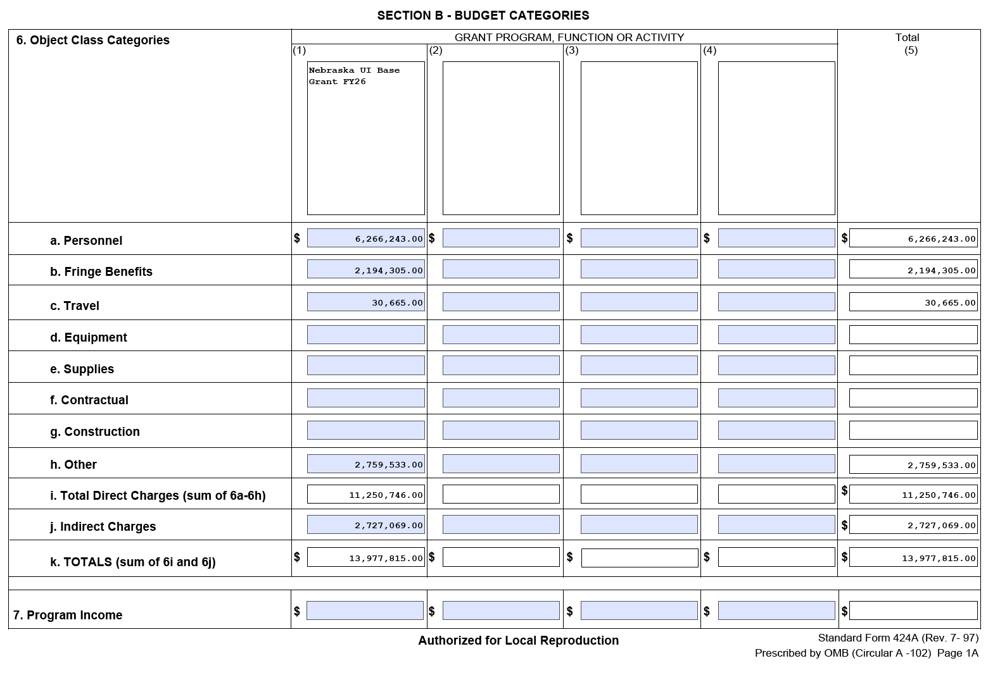 SECTION B - BUDGET CATEGORIES
6. Object Class Categories
GRANT PROGRAM, FUNCTION OR ACTIVITY
Total
(1)
(2)
(3)
(4)
(5)
Nebraska UI Base
Grant FY26
a. Personnel $ 6,266,243.00 $ $ $ $ 6,266,243.00
b. Fringe Benefits 2,194,305.00 2,194,305.00
c. Travel 30,665.00 30,665.00
d. Equipment
e. Supplies
f. Contractual
g. Construction
h. Other 2,759,533.00 2,759,533.00
i. Total Direct Charges (sum of 6a-6h) 11,250,746.00 $ 11,250,746.00
j. Indirect Charges 2,727,069.00 $ 2,727,069.00
k. TOTALS (sum of 6i and 6j) $ 13,977,815.00 $ $ $ $ 13,977,815.00
7. Program Income $ $ $ $ $
Authorized for Local Reproduction
Standard Form 424A (Rev. 7- 97)
Prescribed by OMB (Circular A -102) Page 1A